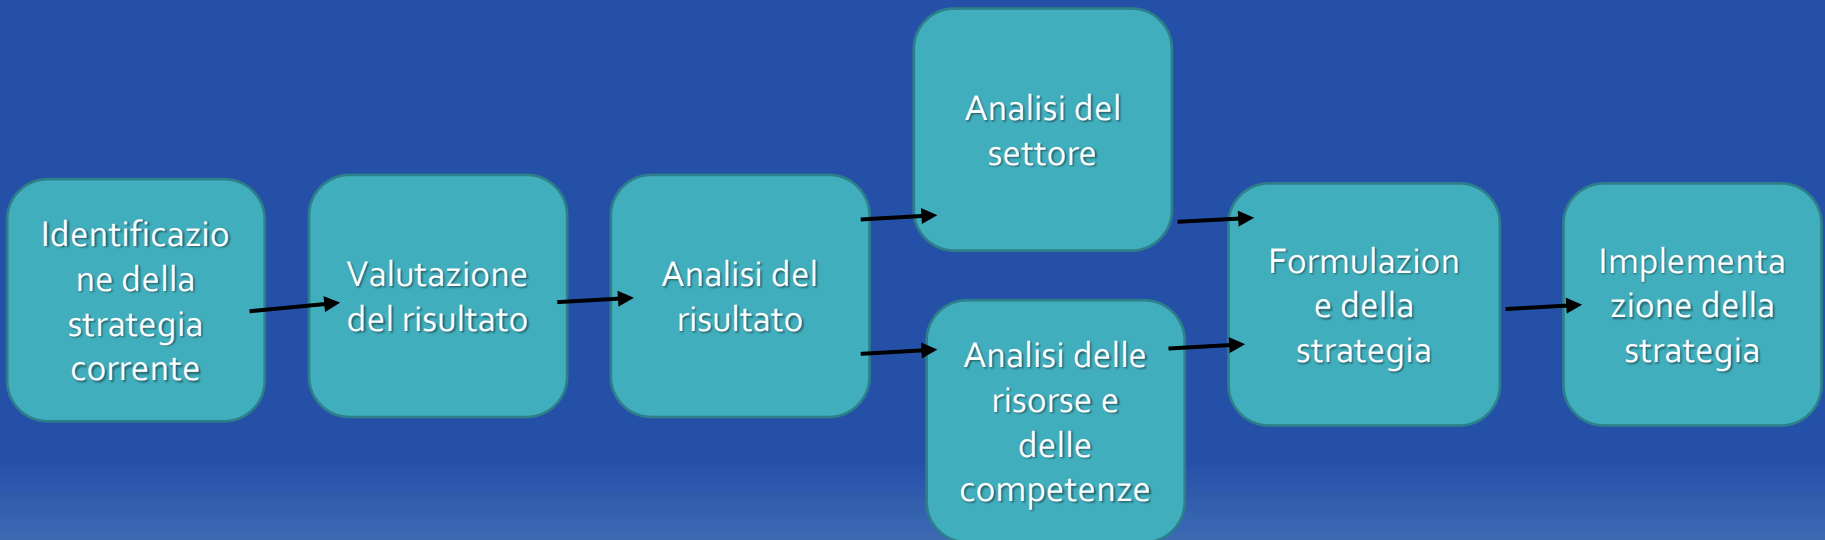 Identificazio
ne della
strategia
corrente
Valutazione
del risultato
Analisi del
risultato
Analisi del
settore
Analisi delle
risorse e
delle
competenze
Formulazion
e della
strategia
Implementa
zione della
strategia